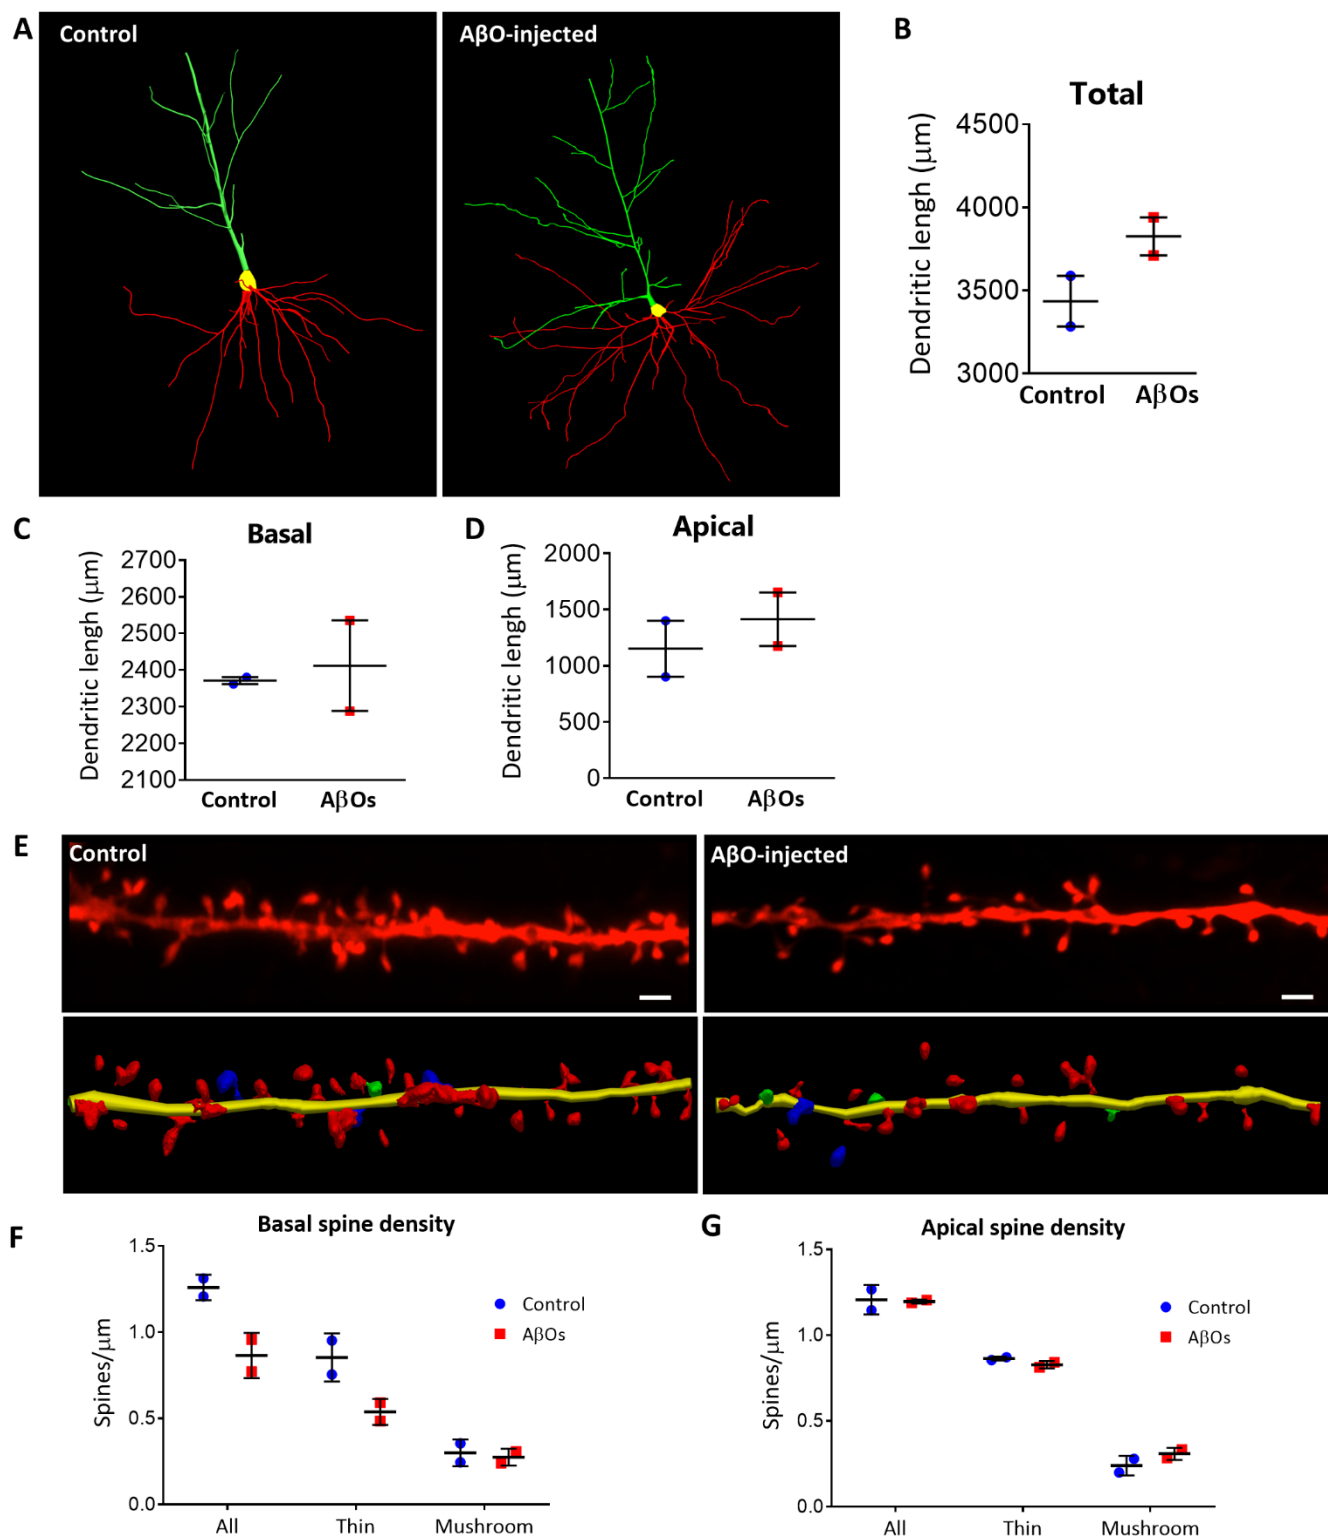 A
Control
AβO-injected
B
Total
Dendritic lengh (μm)
4500
4000
3500
3000
Control
AβOs
C
Basal
Dendritic lengh (μm)
2700
2600
2500
2400
2300
2200
2100
Control
AβOs
D
Apical
Dendritic lengh (μm)
2000
1500
1000
500
0
Control
AβOs
E
Control
AβO-injected
F
Basal spine density
Spines/μm
1.5
1.0
0.5
0.0
Control
AβOs
All Thin Mushroom
G
Apical spine density
Spines/μm
1.5
1.0
0.5
0.0
Control
AβOs
All Thin Mushroom